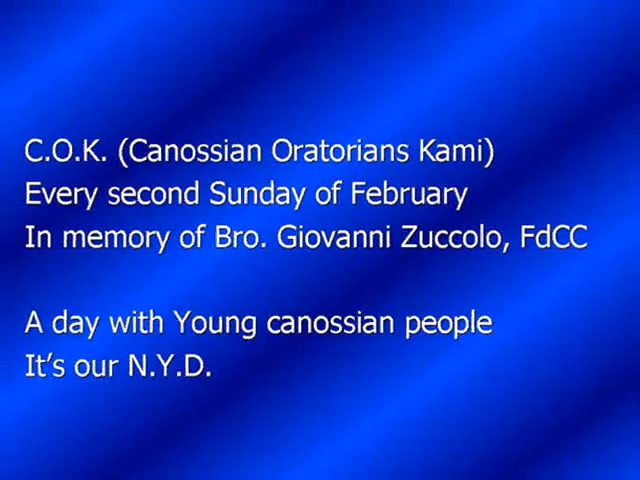 C.O.K. (Canossian Oratorians Kami)
Every second Sunday of February
In memory of Bro. Giovanni Zuccolo, FdCC
A day with Young canossian people
It's our N.Y.D.